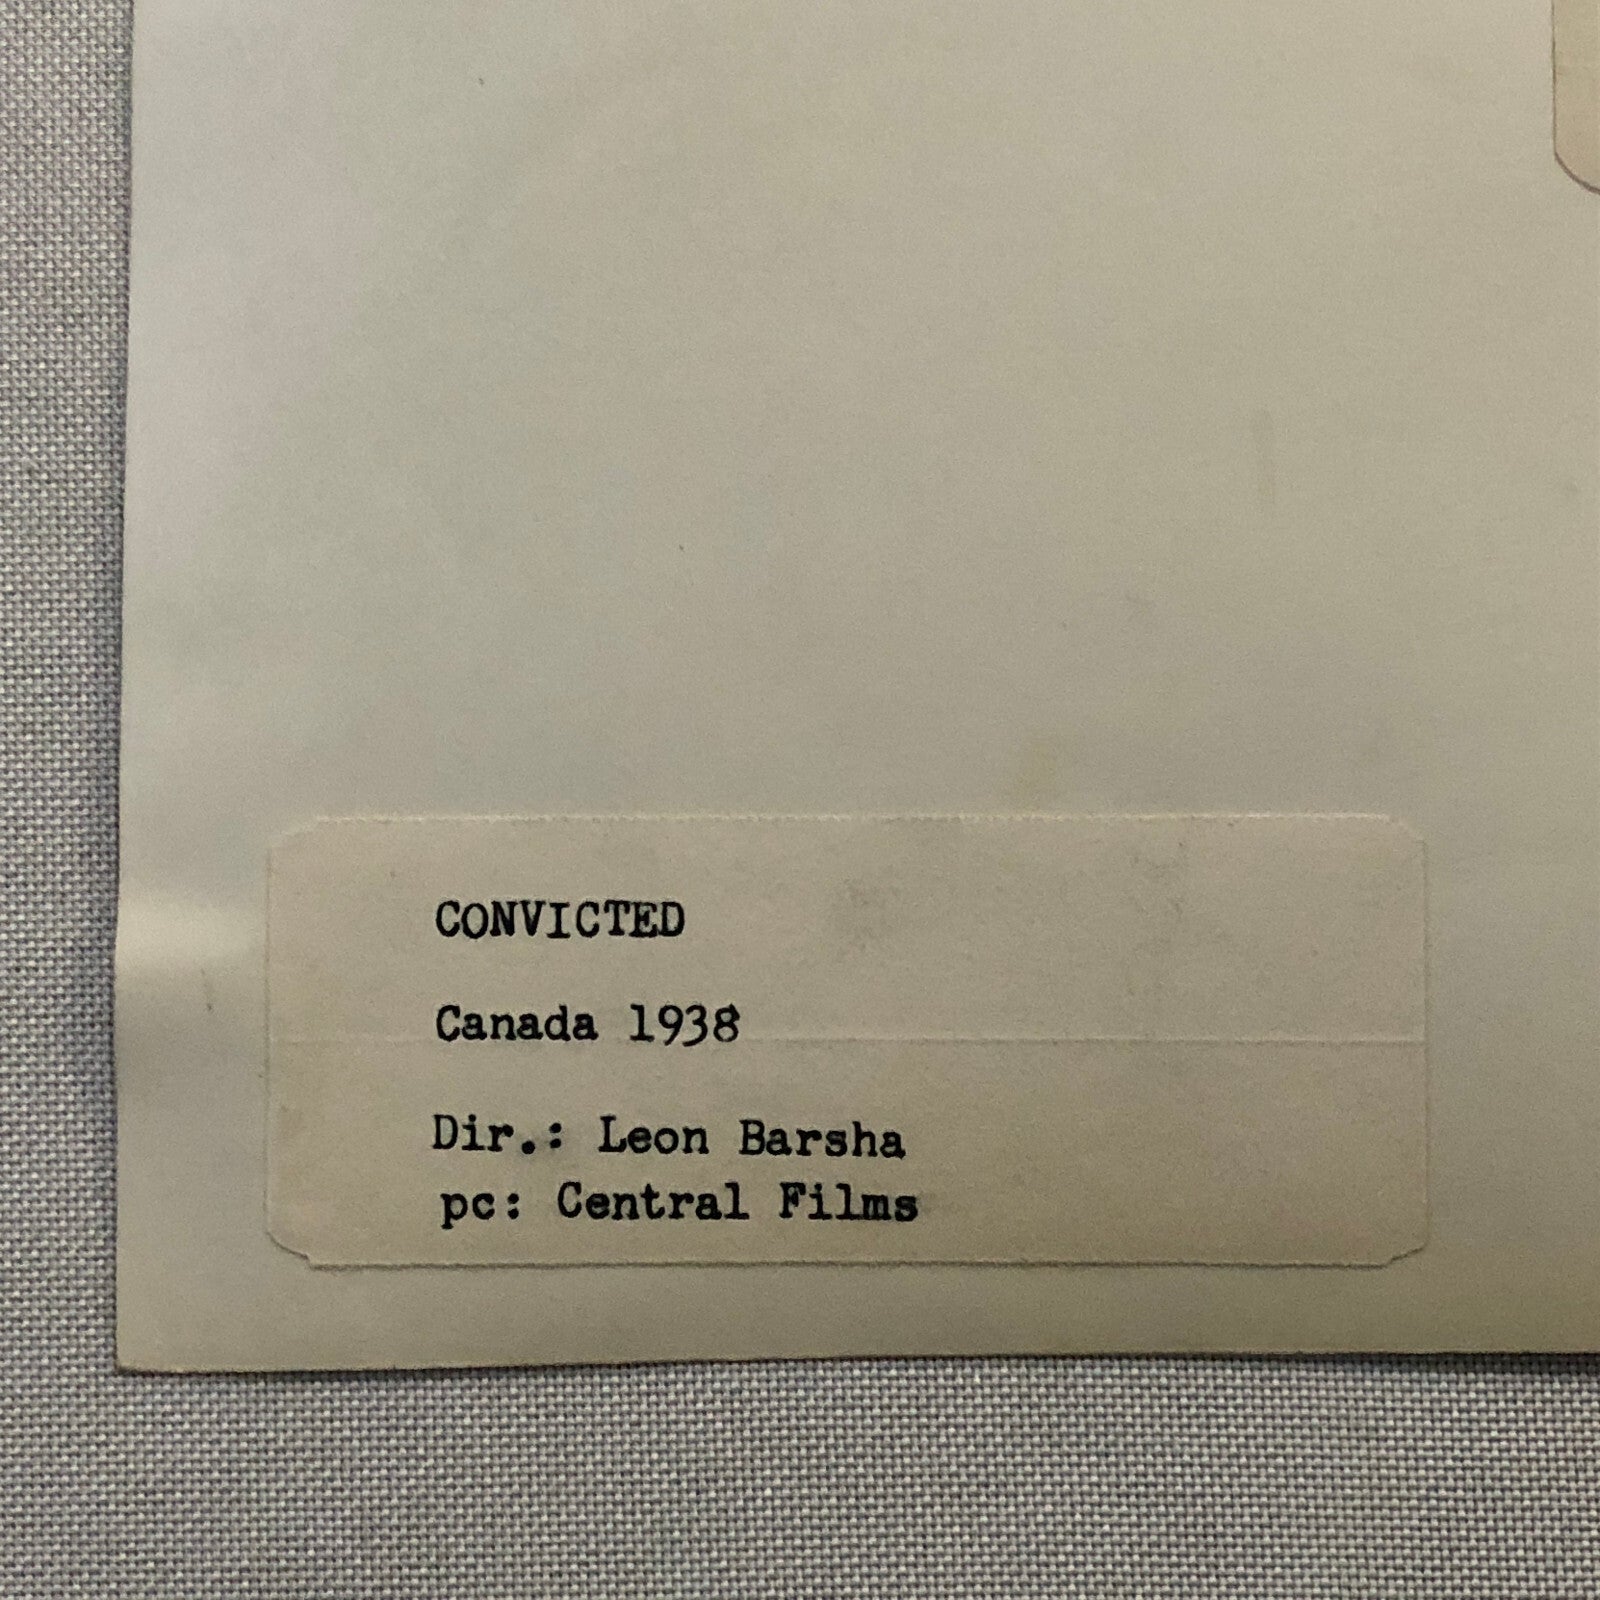 CONVICTED
Canada 1938
Dir.: Leon Barsha
pc: Central Films